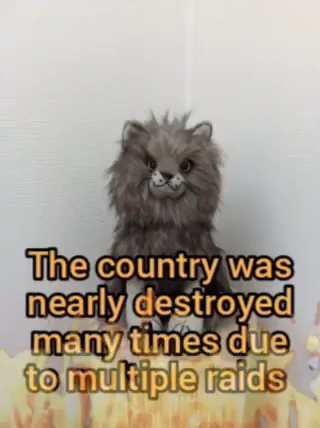 The country was
nearly destroyed
many times due
to multiple raids